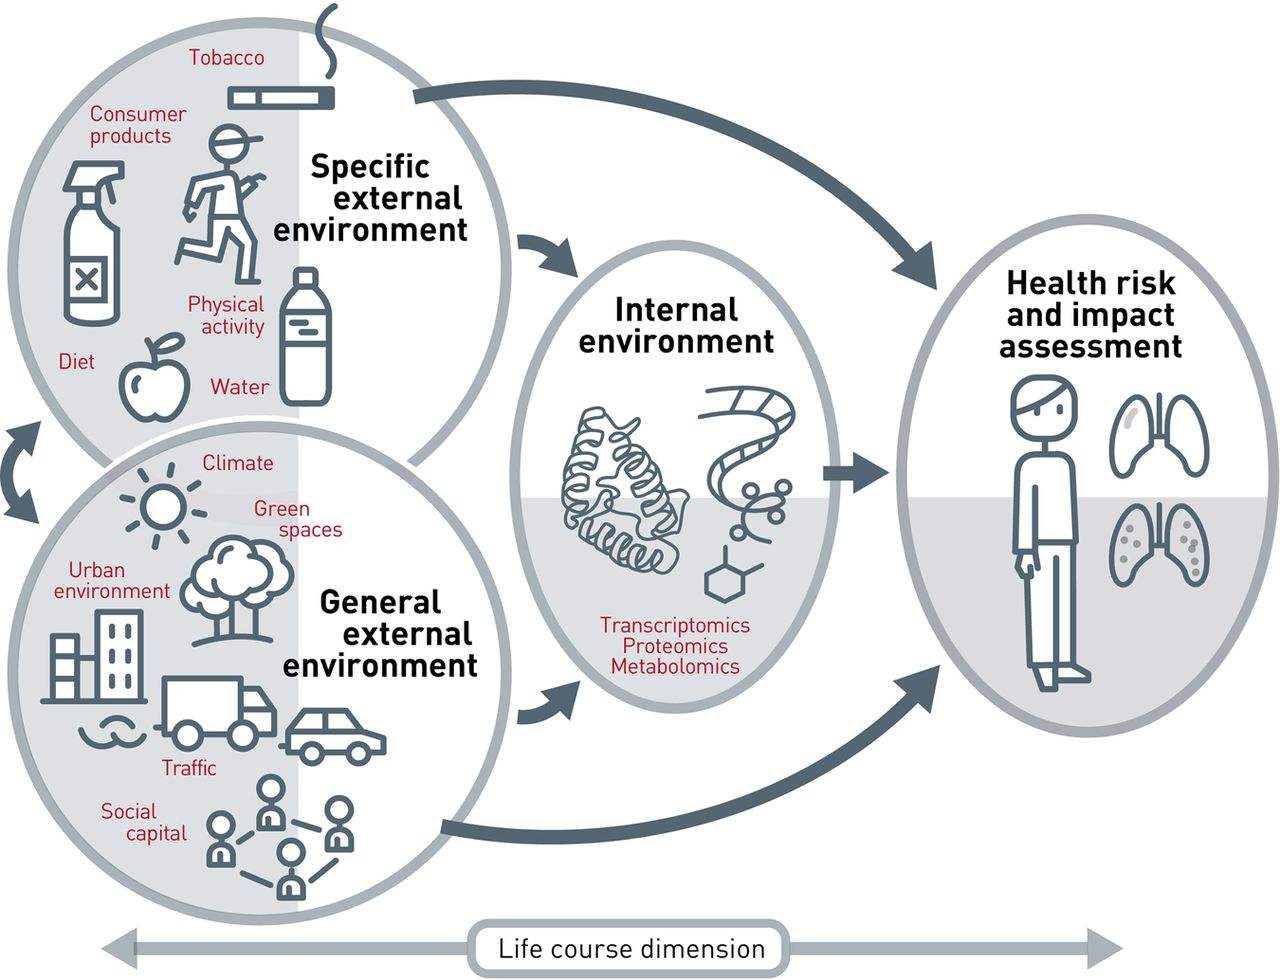 Tobacco
Consumer
products
Specific
external
environment
Physical
activity
Diet
Water
Climate
Green
spaces
Urban
environment
General
external
environment
Traffic
Social
capital
Internal
environment
Transcriptomics
Proteomics
Metabolomics
Health risk
and impact
assessment
Life course dimension